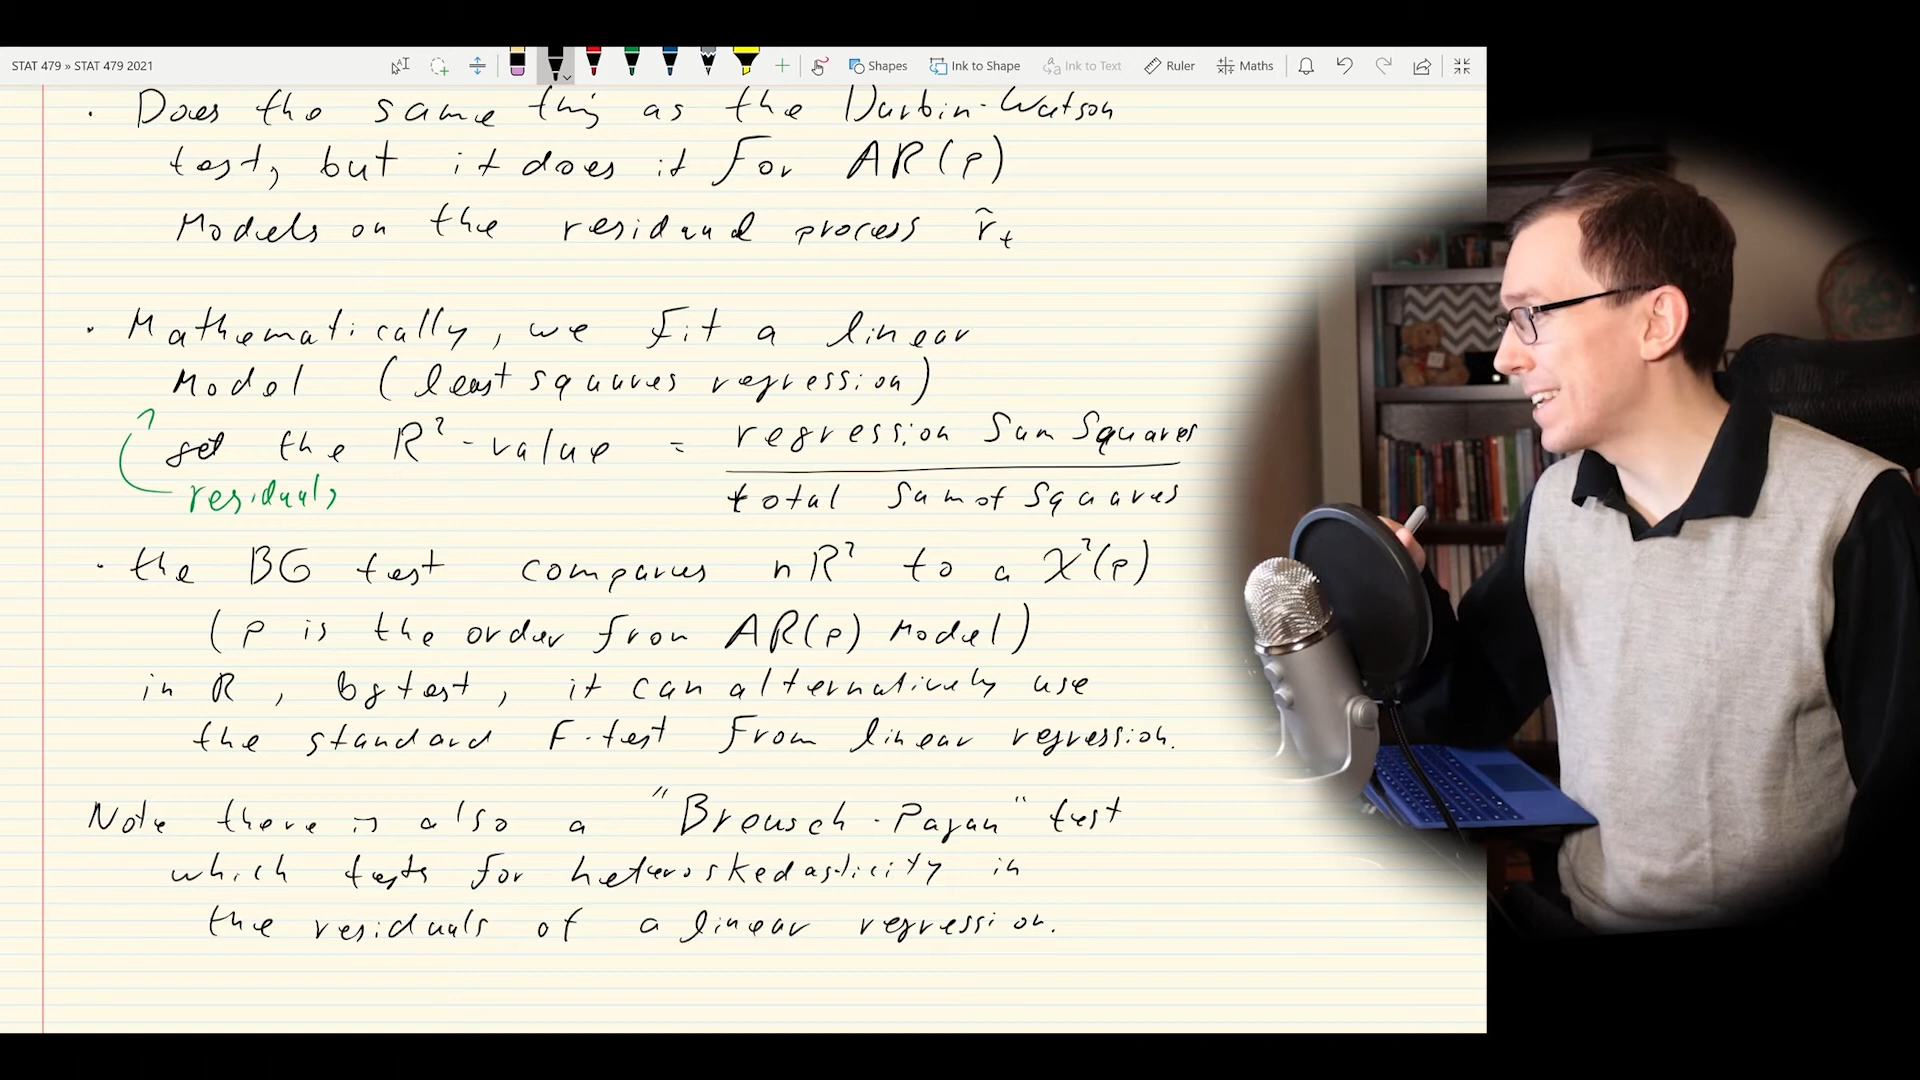 STAT 479 » STAT 479 2021
Shapes Ink to Shape Ink to Text Ruler Maths
· Does the same thing as the Durbin-Watson
test, but it does it for AR(p)
Models on the residual process r̂t
· Mathematically, we fit a linear
Model (least squares regression)
get the R²-value = regression Sum Squares
total Sum of Squares
residuals
· the BG test compares nR² to a χ²(p)
(p is the order from AR(p) Model)
in R, bgtest, it can alternatively use
the standard F-test from linear regression.
Note there is also a "Breusch-Pagan" test
which tests for heteroskedasticity in
the residuals of a linear regression.